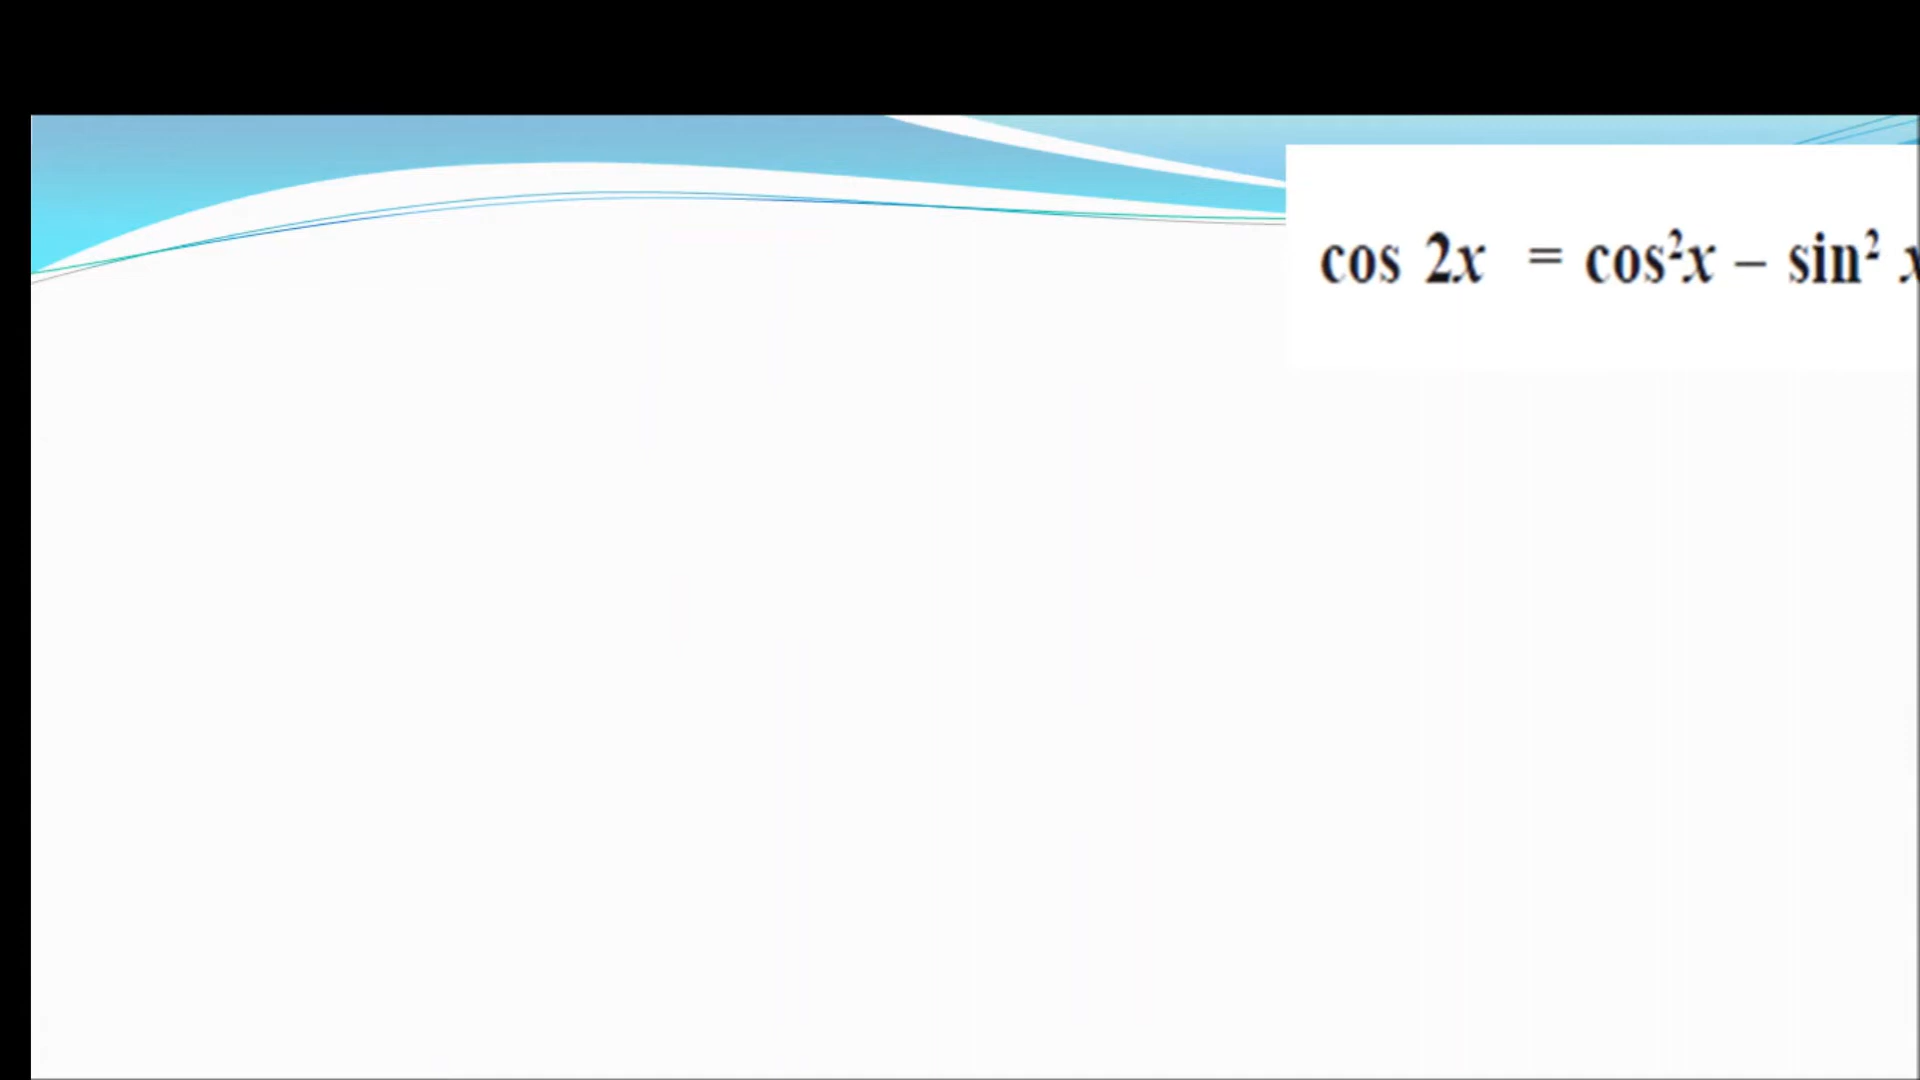 cos 2x = cos²x – sin² x